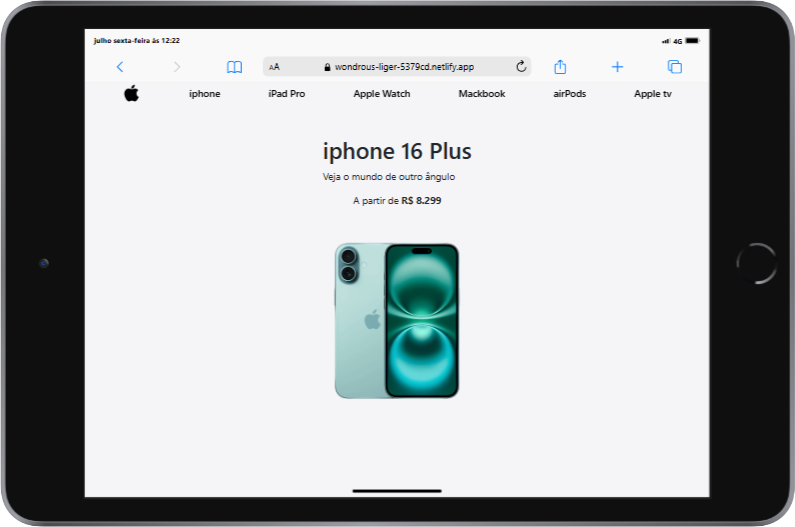 julho sexta-feira às 12:22
4G
AA
wondrous-liger-5379cd.netlify.app
iphone iPad Pro Apple Watch Mackbook airPods Apple tv
iphone 16 Plus
Veja o mundo de outro ângulo
A partir de R$ 8.299